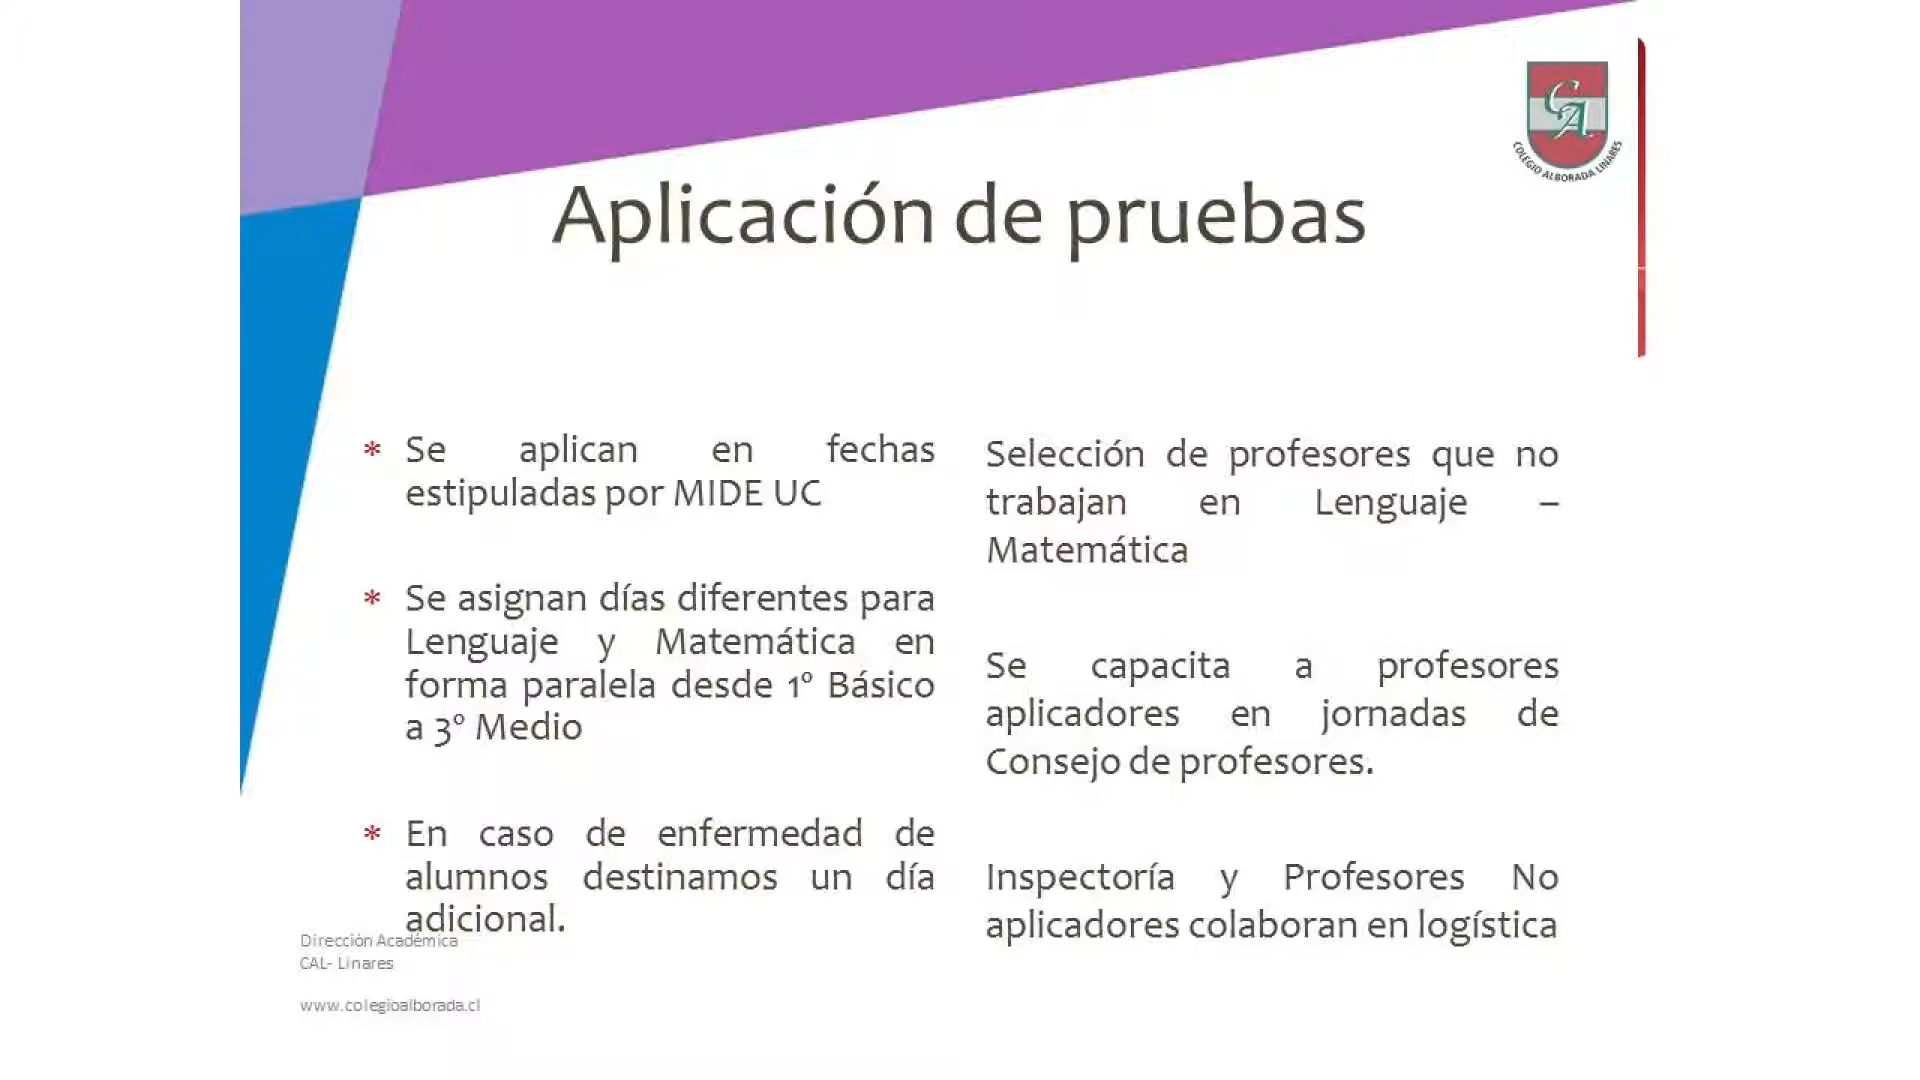 CA
COLEGIO ALBORADA LINARES
Aplicación de pruebas
* Se aplican en fechas
estipuladas por MIDE UC
* Se asignan días diferentes para
Lenguaje y Matemática en
forma paralela desde 1º Básico
a 3º Medio
* En caso de enfermedad de
alumnos destinamos un día
adicional.
Selección de profesores que no
trabajan en Lenguaje –
Matemática
Se capacita a profesores
aplicadores en jornadas de
Consejo de profesores.
Inspectoría y Profesores No
aplicadores colaboran en logística
Dirección Académica
CAL- Linares
www.colegioalborada.cl